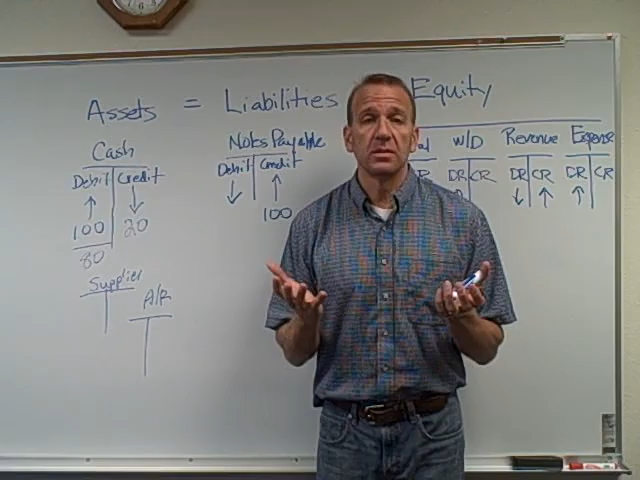 Assets = Liabilities Equity
Cash
Debit Credit
100 20
80
Supplier
A/R
Notes Payable
Debit Credit
100
W/D
DR CR
Revenue
DR CR
Expense
DR CR